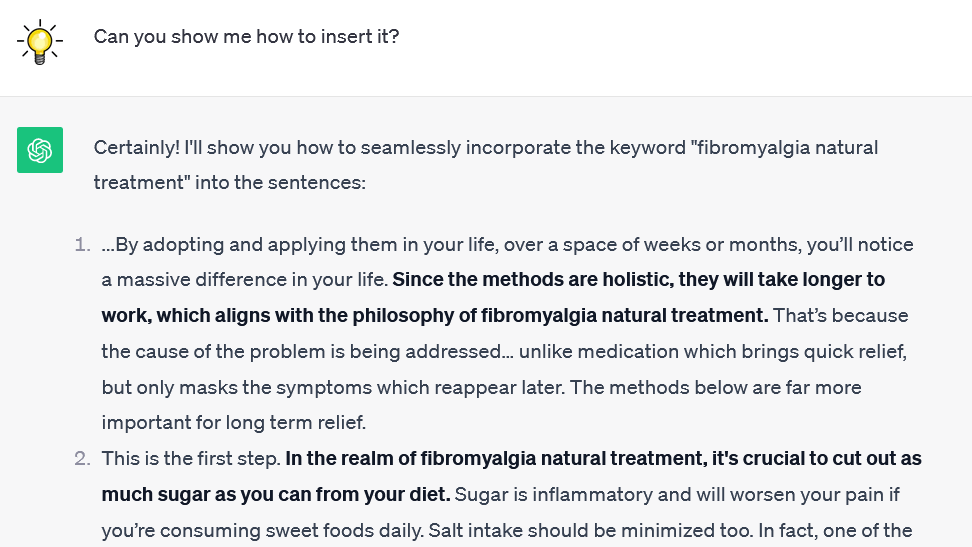 Can you show me how to insert it?
Certainly! I'll show you how to seamlessly incorporate the keyword "fibromyalgia natural
treatment" into the sentences:
1. ...By adopting and applying them in your life, over a space of weeks or months, you’ll notice
a massive difference in your life. Since the methods are holistic, they will take longer to
work, which aligns with the philosophy of fibromyalgia natural treatment. That’s because
the cause of the problem is being addressed... unlike medication which brings quick relief,
but only masks the symptoms which reappear later. The methods below are far more
important for long term relief.
2. This is the first step. In the realm of fibromyalgia natural treatment, it's crucial to cut out as
much sugar as you can from your diet. Sugar is inflammatory and will worsen your pain if
you’re consuming sweet foods daily. Salt intake should be minimized too. In fact, one of the